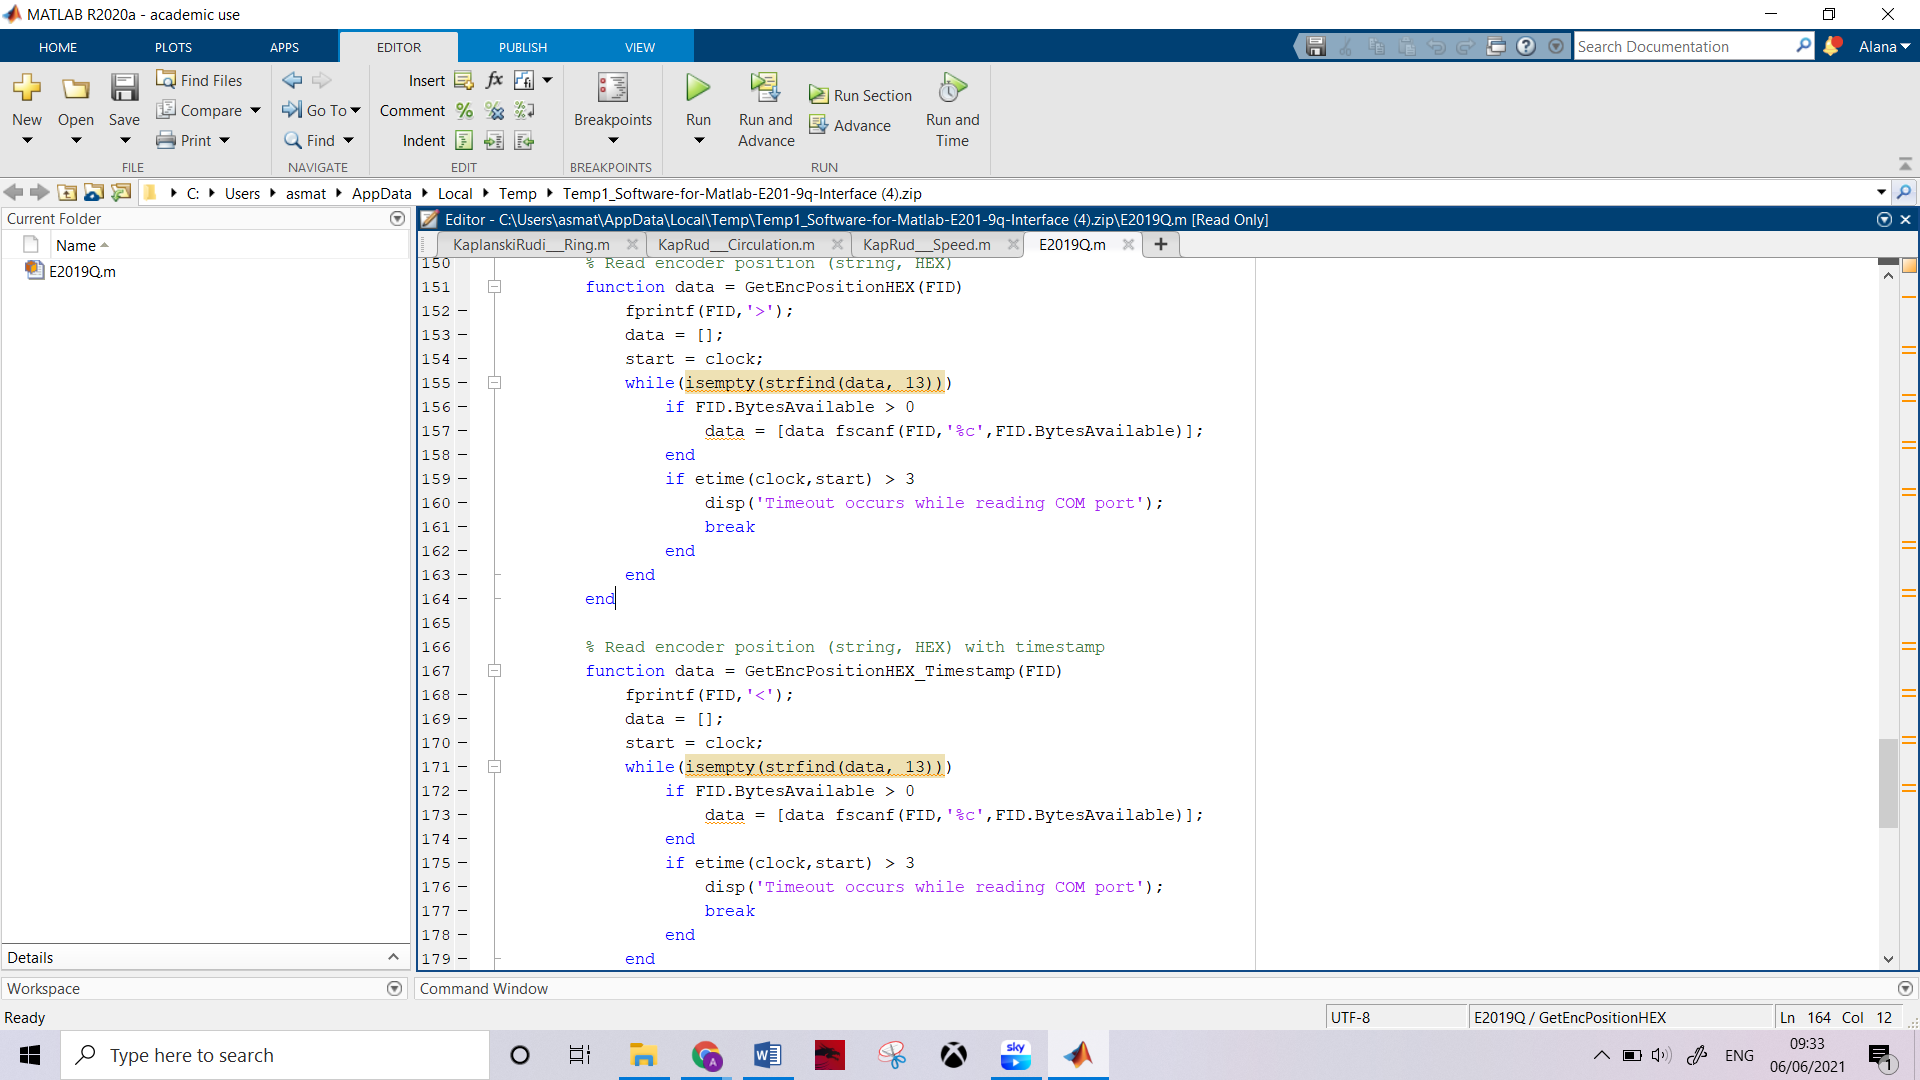 MATLAB R2020a - academic use
HOME PLOTS APPS EDITOR PUBLISH VIEW
Search Documentation
Alana
New
Open
Save
Find Files
Compare
Print
FILE
Go To
Find
NAVIGATE
Insert
Comment
Indent
EDIT
Breakpoints
BREAKPOINTS
Run
Run and
Advance
Run Section
Advance
Run and
Time
RUN
C: Users asmat AppData Local Temp Temp1_Software-for-Matlab-E201-9q-Interface (4).zip
Current Folder
Name
E2019Q.m
Details
Workspace
Editor - C:\Users\asmat\AppData\Local\Temp\Temp1_Software-for-Matlab-E201-9q-Interface (4).zip\E2019Q.m [Read Only]
KaplanskiRudi___Ring.m KapRud___Circulation.m KapRud___Speed.m E2019Q.m
150 % Read encoder position (string, HEX)
151 function data = GetEncPositionHEX(FID)
152 fprintf(FID,'>');
153 data = [];
154 start = clock;
155 while(isempty(strfind(data, 13)))
156 if FID.BytesAvailable > 0
157 data = [data fscanf(FID,'%c',FID.BytesAvailable)];
158 end
159 if etime(clock,start) > 3
160 disp('Timeout occurs while reading COM port');
161 break
162 end
163 end
164 end
165
166 % Read encoder position (string, HEX) with timestamp
167 function data = GetEncPositionHEX_Timestamp(FID)
168 fprintf(FID,'<');
169 data = [];
170 start = clock;
171 while(isempty(strfind(data, 13)))
172 if FID.BytesAvailable > 0
173 data = [data fscanf(FID,'%c',FID.BytesAvailable)];
174 end
175 if etime(clock,start) > 3
176 disp('Timeout occurs while reading COM port');
177 break
178 end
179 end
Command Window
Ready
UTF-8
E2019Q / GetEncPositionHEX
Ln 164 Col 12
Type here to search
sky
ENG
09:33
06/06/2021
1